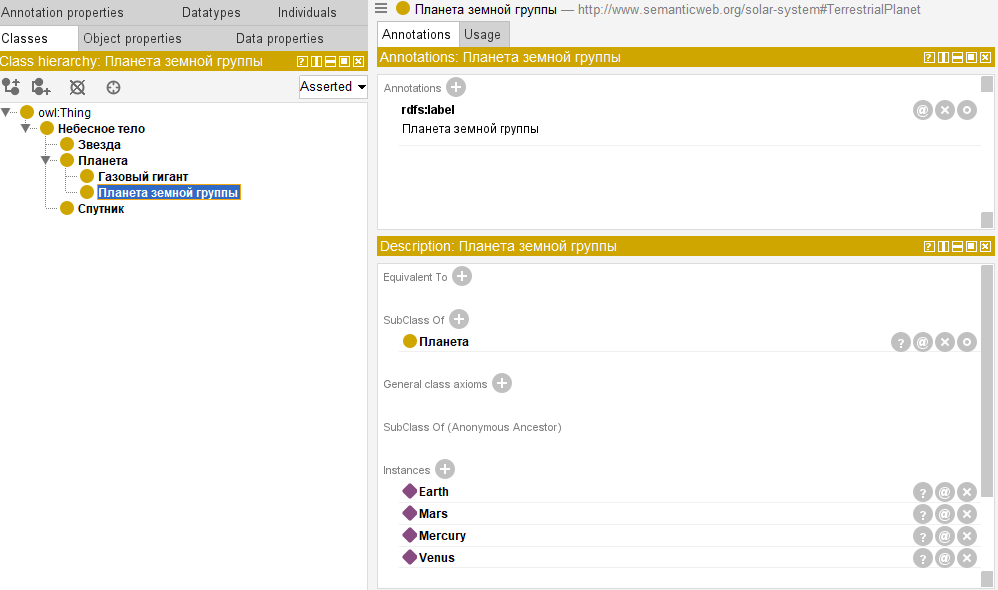 Annotation properties Datatypes Individuals
Classes Object properties Data properties
Class hierarchy: Планета земной группы
Asserted
owl:Thing
Небесное тело
Звезда
Планета
Газовый гигант
Планета земной группы
Спутник
Планета земной группы — http://www.semanticweb.org/solar-system#TerrestrialPlanet
Annotations Usage
Annotations: Планета земной группы
Annotations
rdfs:label
Планета земной группы
Description: Планета земной группы
Equivalent To
SubClass Of
Планета
General class axioms
SubClass Of (Anonymous Ancestor)
Instances
Earth
Mars
Mercury
Venus